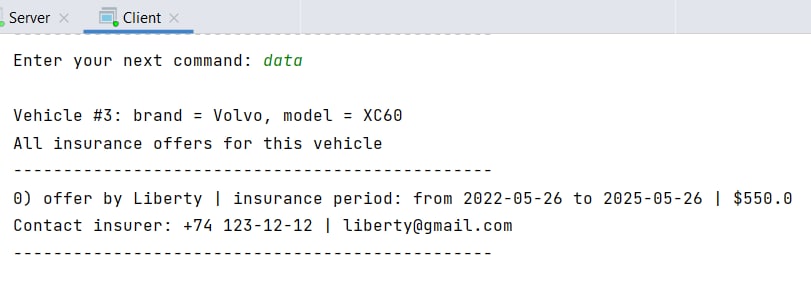 Server × Client ×
-----------------------------------------------
Enter your next command: data
Vehicle #3: brand = Volvo, model = XC60
All insurance offers for this vehicle
------------------------------------------------
0) offer by Liberty | insurance period: from 2022-05-26 to 2025-05-26 | $550.0
Contact insurer: +74 123-12-12 | liberty@gmail.com
------------------------------------------------